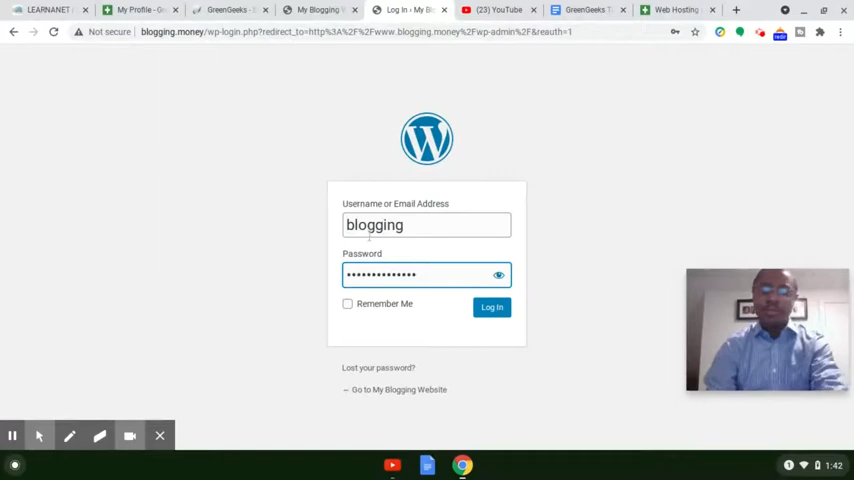 LEARNANET
My Profile - G
GreenGeeks - S
My Blogging W
Log In ‹ My B
(23) YouTube
GreenGeeks T
Web Hosting
Not secure
blogging.money/wp-login.php?redirect_to=http%3A%2F%2Fwww.blogging.money%2Fwp-admin%2F&reauth=1
redir
W
Username or Email Address
blogging
Password
••••••••••••••
Remember Me
Log In
Lost your password?
← Go to My Blogging Website
1
1:42